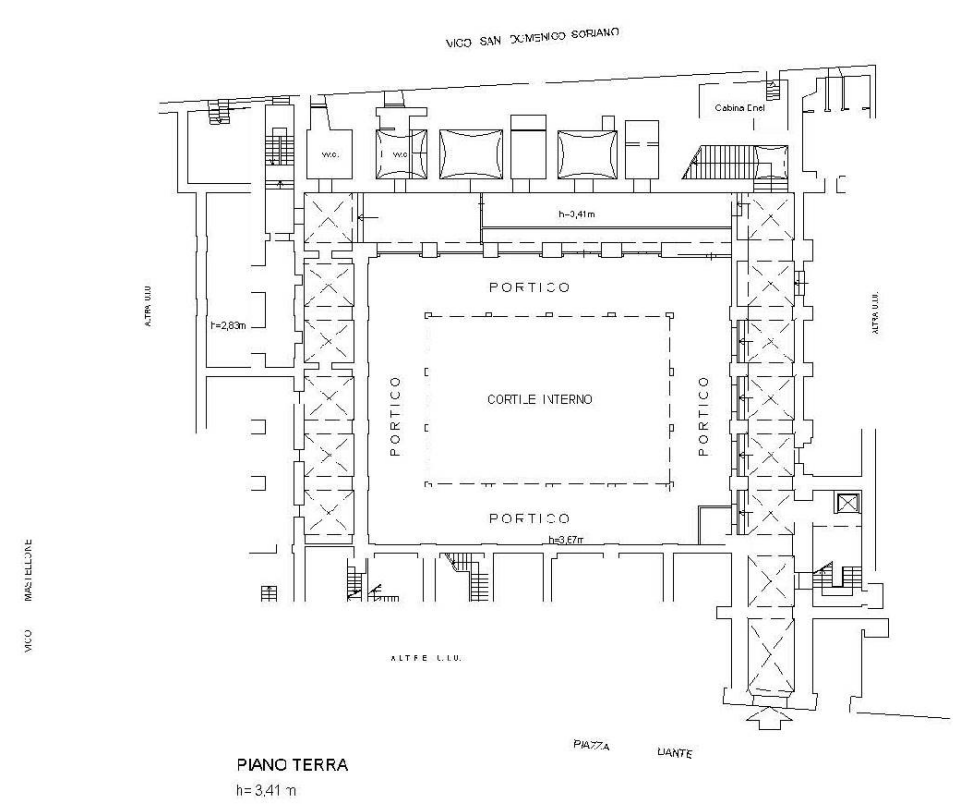 VICO SAN DOMENICO SORIANO
Cabina Enel
w.c.
w.c.
h=3,41 m
PORTICO
ALTRA U.I.U.
ALTRA U.I.U.
h=2,83m
PORTICO
CORTILE INTERNO
PORTICO
PORTICO
h=3,67m
VICO MASTELLONE
ALTRE U.I.U.
PIAZZA DANTE
PIANO TERRA
h= 3,41 m